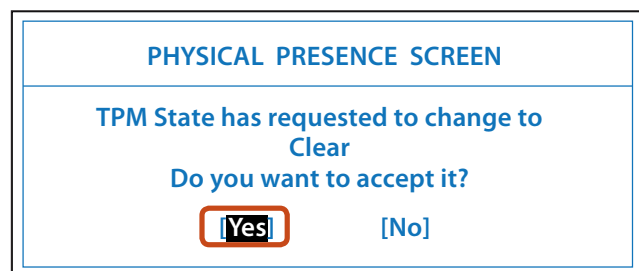 PHYSICAL PRESENCE SCREEN
TPM State has requested to change to
Clear
Do you want to accept it?
[Yes] [No]